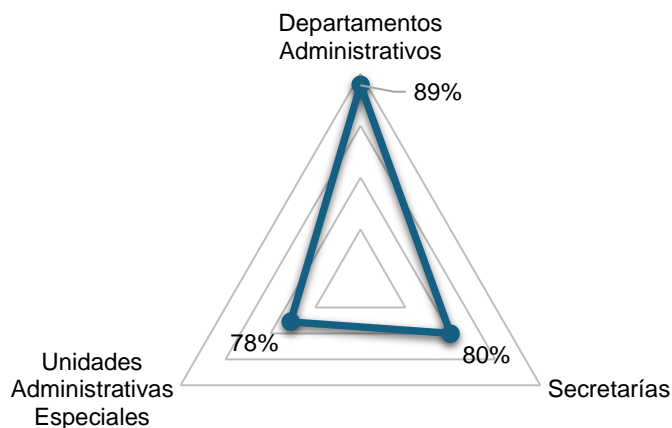 Departamentos
Administrativos
89%
78%
80%
Unidades
Administrativas
Especiales
Secretarías